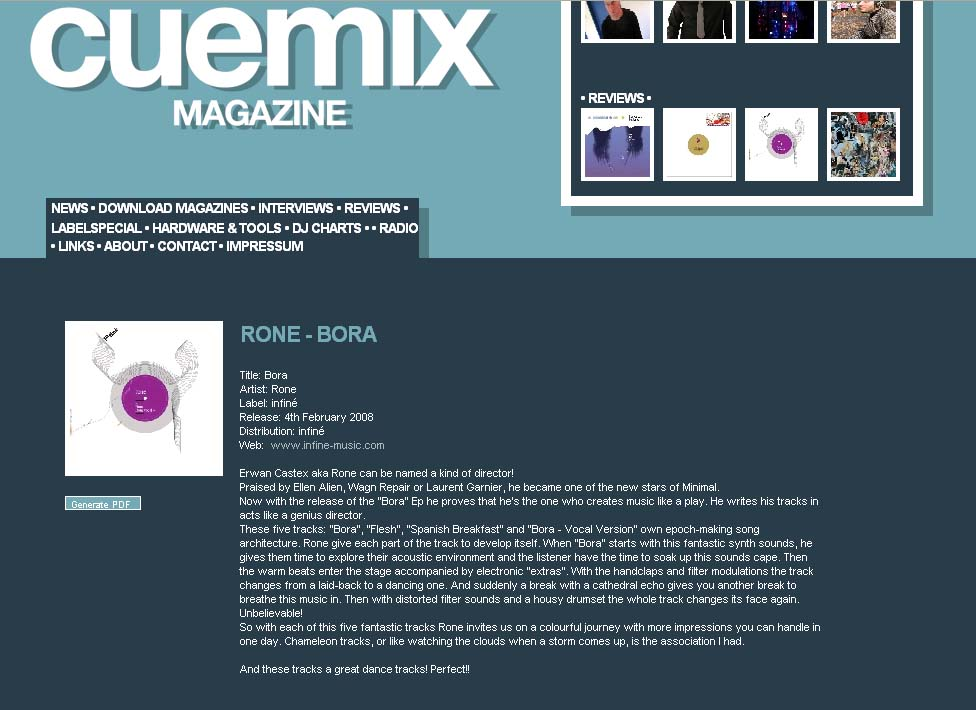 cuemix
MAGAZINE
• REVIEWS •
NEWS • DOWNLOAD MAGAZINES • INTERVIEWS • REVIEWS •
LABELSPECIAL • HARDWARE & TOOLS • DJ CHARTS • • RADIO
• LINKS • ABOUT • CONTACT • IMPRESSUM
RONE - BORA
Title: Bora
Artist: Rone
Label: infiné
Release: 4th February 2008
Distribution: infiné
Web: www.infine-music.com
Generate PDF
Erwan Castex aka Rone can be named a kind of director!
Praised by Ellen Alien, Wagn Repair or Laurent Garnier, he became one of the new stars of Minimal.
Now with the release of the "Bora" Ep he proves that he's the one who creates music like a play. He writes his tracks in
acts like a genius director.
These five tracks: "Bora", "Flesh", "Spanish Breakfast" and "Bora - Vocal Version" own epoch-making song
architecture. Rone give each part of the track to develop itself. When "Bora" starts with this fantastic synth sounds, he
gives them time to explore their acoustic environment and the listener have the time to soak up this sounds cape. Then
the warm beats enter the stage accompanied by electronic "extras". With the handclaps and filter modulations the track
changes from a laid-back to a dancing one. And suddenly a break with a cathedral echo gives you another break to
breathe this music in. Then with distorted filter sounds and a housy drumset the whole track changes its face again.
Unbelievable!
So with each of this five fantastic tracks Rone invites us on a colourful journey with more impressions you can handle in
one day. Chameleon tracks, or like watching the clouds when a storm comes up, is the association I had.
And these tracks a great dance tracks! Perfect!!